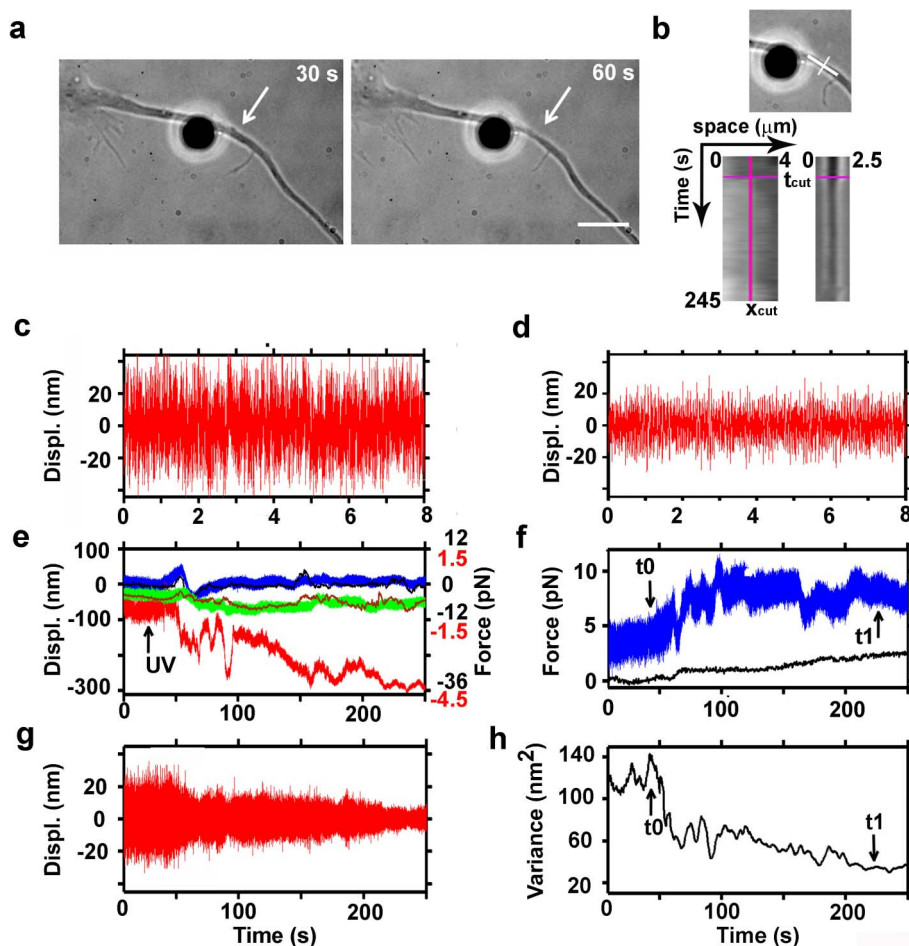 a
30 s
60 s
b
space (μm)
0 4 0 2.5
Time (s)
tcut
245
xcut
c
Displ. (nm)
20
0
-20
0 2 4 6 8
d
Displ. (nm)
20
0
-20
0 2 4 6 8
e
Displ. (nm)
100
0
-100
-300
UV
12
1.5
0
-12
-1.5
-36
-4.5
Force (pN)
0 100 200
f
Force (pN)
10
5
0
t0
t1
0 100 200
g
Displ. (nm)
20
0
-20
0 100 200
Time (s)
h
Variance (nm2)
140
100
60
20
t0
t1
0 100 200
Time (s)